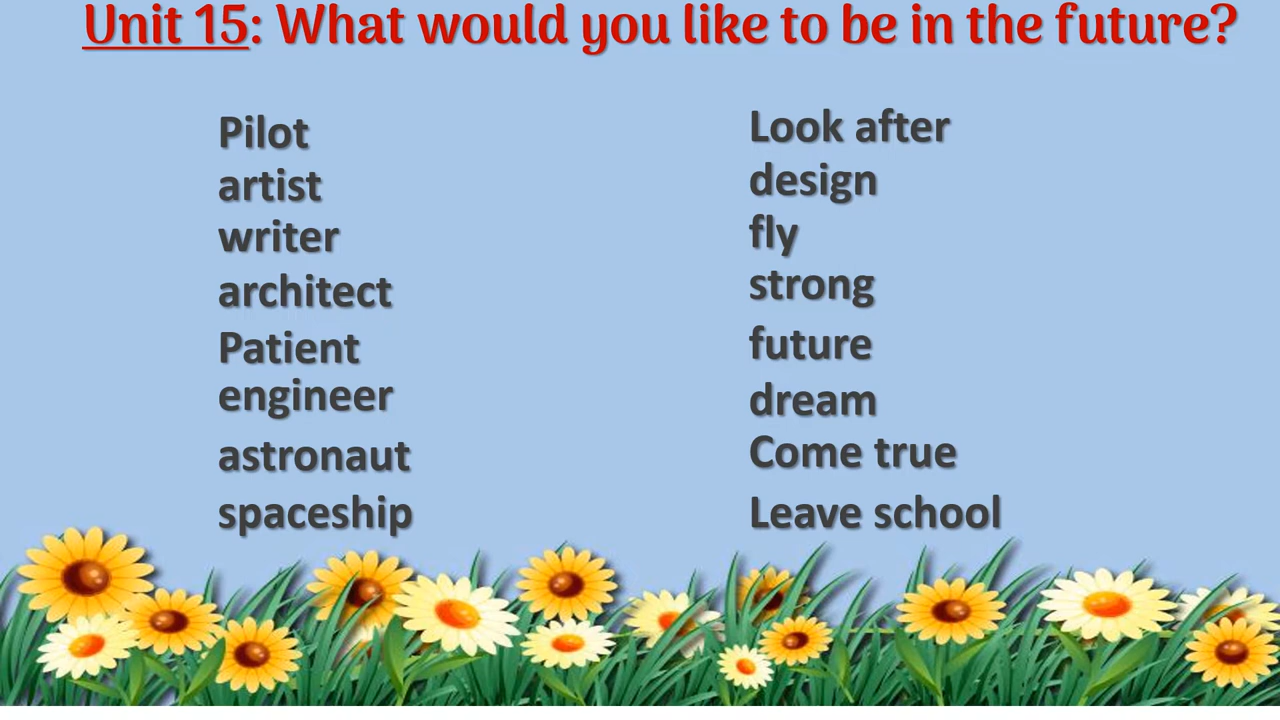 Unit 15: What would you like to be in the future?
Pilot
artist
writer
architect
Patient
engineer
astronaut
spaceship
Look after
design
fly
strong
future
dream
Come true
Leave school